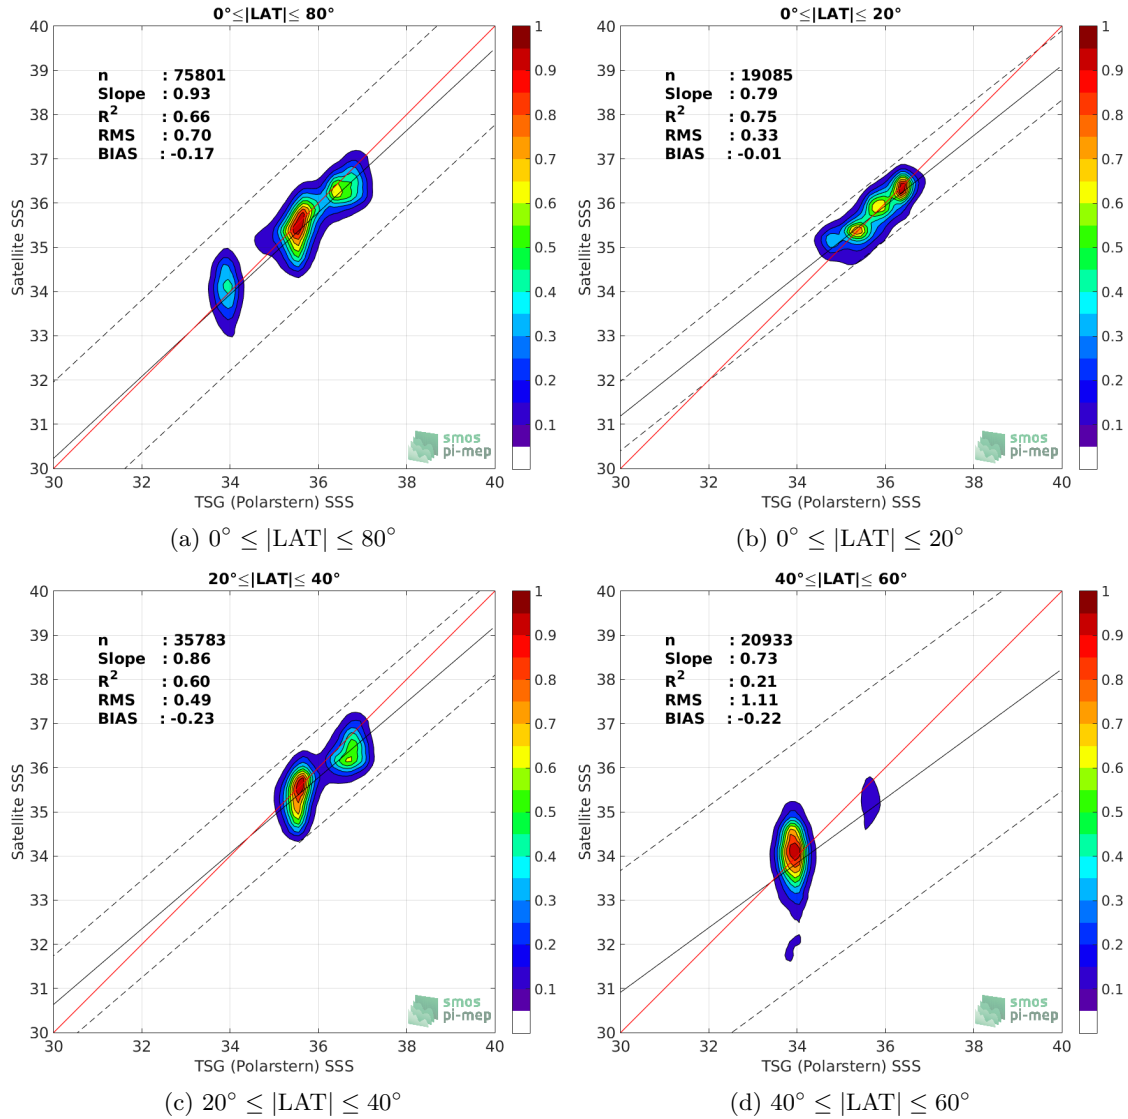 0°≤|LAT|≤ 80°
n : 75801
Slope : 0.93
R² : 0.66
RMS : 0.70
BIAS : -0.17
40
39
38
37
36
35
34
33
32
31
30
Satellite SSS
30 32 34 36 38 40
TSG (Polarstern) SSS
1
0.9
0.8
0.7
0.6
0.5
0.4
0.3
0.2
0.1
smos
pi-mep
(a) 0° ≤ |LAT| ≤ 80°
0°≤|LAT|≤ 20°
n : 19085
Slope : 0.79
R² : 0.75
RMS : 0.33
BIAS : -0.01
40
39
38
37
36
35
34
33
32
31
30
Satellite SSS
30 32 34 36 38 40
TSG (Polarstern) SSS
1
0.9
0.8
0.7
0.6
0.5
0.4
0.3
0.2
0.1
smos
pi-mep
(b) 0° ≤ |LAT| ≤ 20°
20°≤|LAT|≤ 40°
n : 35783
Slope : 0.86
R² : 0.60
RMS : 0.49
BIAS : -0.23
40
39
38
37
36
35
34
33
32
31
30
Satellite SSS
30 32 34 36 38 40
TSG (Polarstern) SSS
1
0.9
0.8
0.7
0.6
0.5
0.4
0.3
0.2
0.1
smos
pi-mep
(c) 20° ≤ |LAT| ≤ 40°
40°≤|LAT|≤ 60°
n : 20933
Slope : 0.73
R² : 0.21
RMS : 1.11
BIAS : -0.22
40
39
38
37
36
35
34
33
32
31
30
Satellite SSS
30 32 34 36 38 40
TSG (Polarstern) SSS
1
0.9
0.8
0.7
0.6
0.5
0.4
0.3
0.2
0.1
smos
pi-mep
(d) 40° ≤ |LAT| ≤ 60°